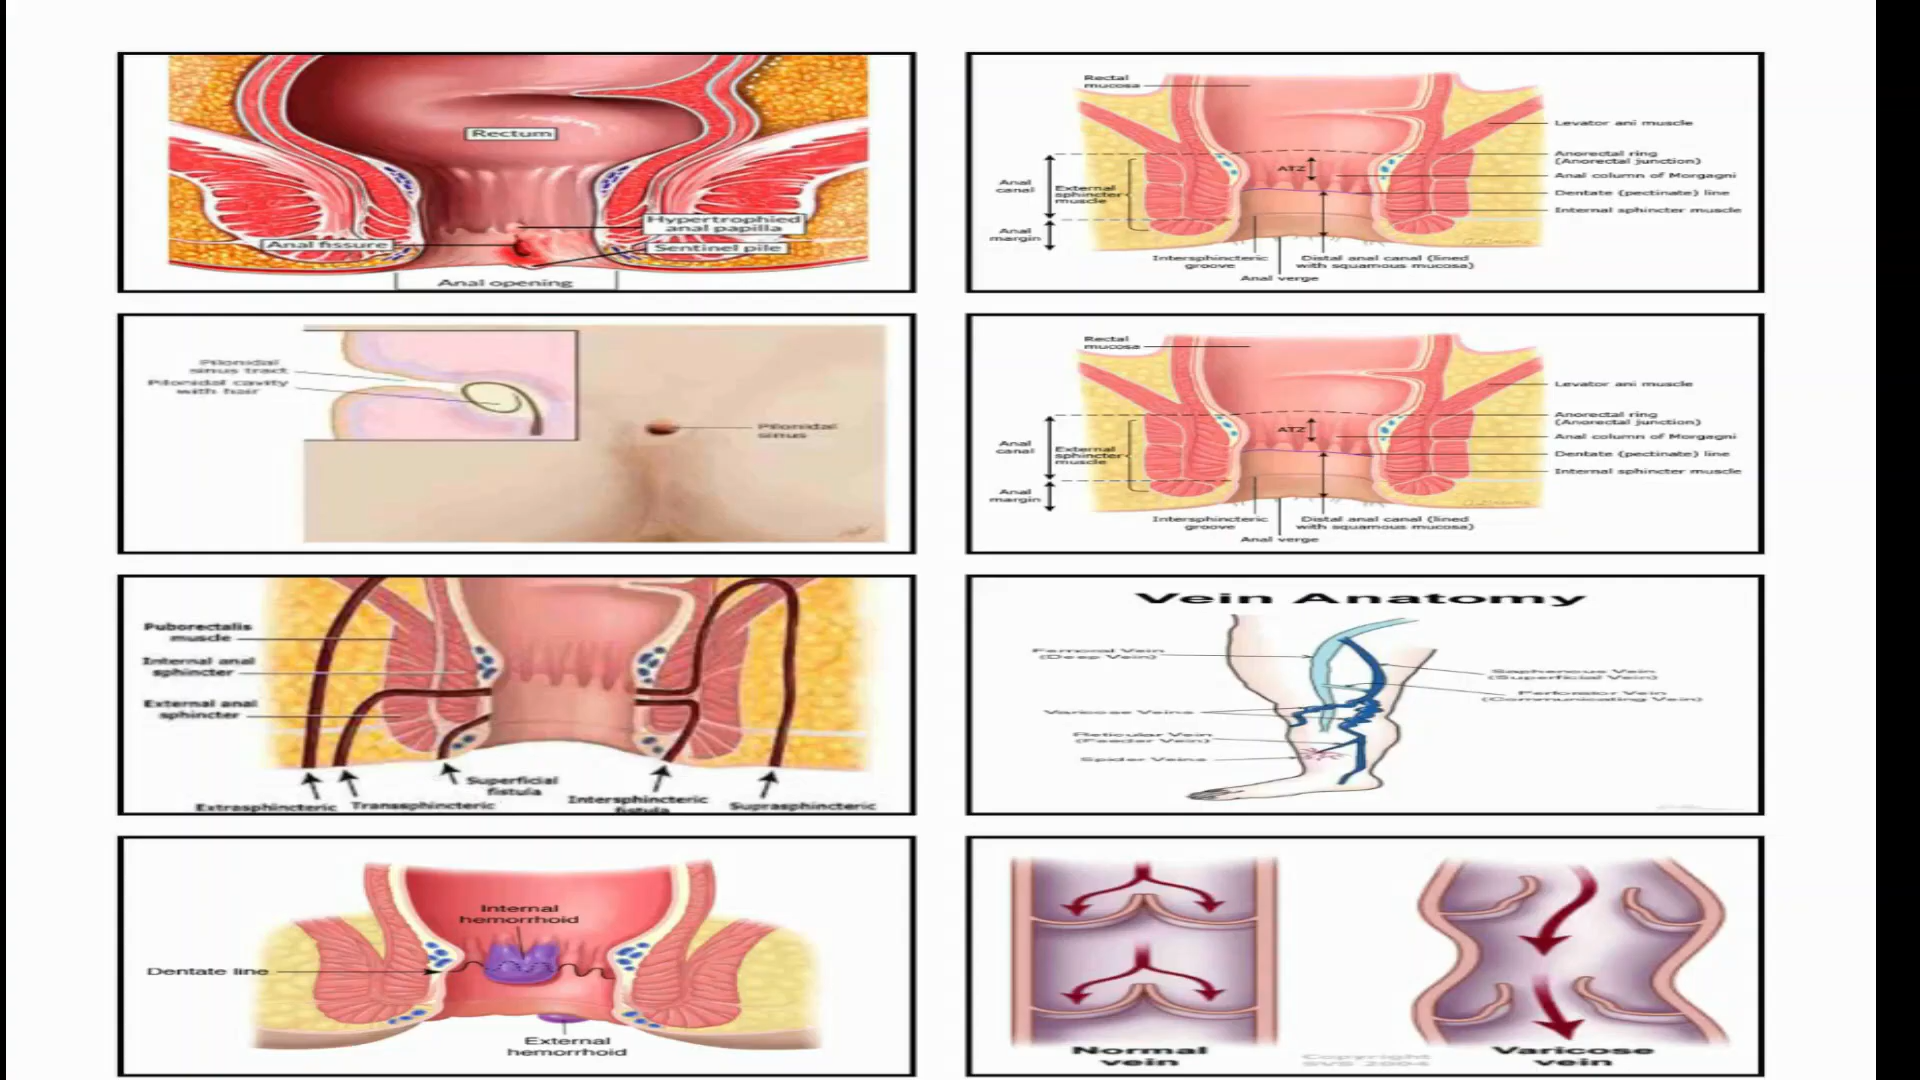 Rectum
Hypertrophied
anal papilla
Anal fissure
Sentinel pile
Anal opening
Rectal
mucosa
Levator ani muscle
Anorectal ring
(Anorectal junction)
ATZ
Anal column of Morgagni
Anal
canal
External
sphincter
muscle
Dentate (pectinate) line
Internal sphincter muscle
Anal
margin
Intersphincteric
groove
Distal anal canal (lined
with squamous mucosa)
Anal verge
Pilonidal
sinus tract
Pilonidal cavity
with hair
Pilonidal
sinus
Rectal
mucosa
Levator ani muscle
Anorectal ring
(Anorectal junction)
ATZ
Anal column of Morgagni
Anal
canal
External
sphincter
muscle
Dentate (pectinate) line
Internal sphincter muscle
Anal
margin
Intersphincteric
groove
Distal anal canal (lined
with squamous mucosa)
Anal verge
Puborectalis
muscle
Internal anal
sphincter
External anal
sphincter
Extrasphincteric
Transsphincteric
Superficial
fistula
Intersphincteric
fistula
Suprasphincteric
Vein Anatomy
Femoral Vein
(Deep Vein)
Saphenous Vein
(Superficial Vein)
Perforator Vein
(Communicating Vein)
Varicose Veins
Reticular Vein
(Feeder Vein)
Spider Veins
Internal
hemorrhoid
Dentate line
External
hemorrhoid
Normal
vein
Copyright
SVS 2004
Varicose
vein